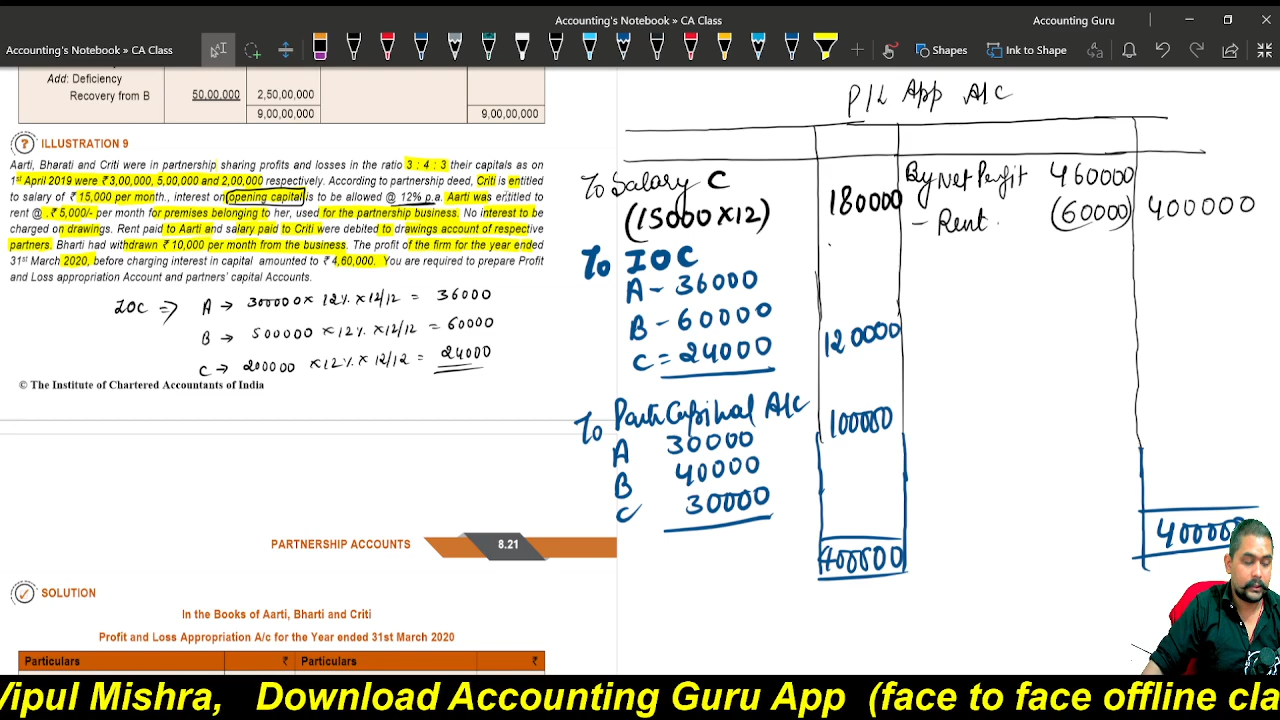 Accounting's Notebook » CA Class
Accounting Guru
Accounting's Notebook » CA Class
Shapes
Ink to Shape
Add: Deficiency
Recovery from B 50,00,000 2,50,00,000
9,00,00,000 9,00,00,000
ILLUSTRATION 9
Aarti, Bharati and Criti were in partnership sharing profits and losses in the ratio 3 : 4 : 3 their capitals as on
1st April 2019 were ₹ 3,00,000, 5,00,000 and 2,00,000 respectively. According to partnership deed, Criti is entitled
to salary of ₹ 15,000 per month., interest on opening capital is to be allowed @ 12% p.a. Aarti was entitled to
rent @ . ₹ 5,000/- per month for premises belonging to her, used for the partnership business. No interest to be
charged on drawings. Rent paid to Aarti and salary paid to Criti were debited to drawings account of respective
partners. Bharti had withdrawn ₹ 10,000 per month from the business. The profit of the firm for the year ended
31st March 2020, before charging interest in capital amounted to ₹ 4,60,000. You are required to prepare Profit
and Loss appropriation Account and partners' capital Accounts.
IOC ⇒ A → 300000 × 12% × 12/12 = 36000
B → 500000 × 12% × 12/12 = 60000
C → 200000 × 12% × 12/12 = 24000
© The Institute of Chartered Accountants of India
PARTNERSHIP ACCOUNTS 8.21
SOLUTION
In the Books of Aarti, Bharti and Criti
Profit and Loss Appropriation A/c for the Year ended 31st March 2020
Particulars ₹ Particulars ₹
P/L App A/C
To Salary C
(15000 × 12) 180000
To IOC
A - 36000
B - 60000
C = 24000 120000
To Part Capital A/C 100000
A 30000
B 40000
C 30000
400000
By Net Profit 460000
- Rent. (60000) 400000
40000
Vipul Mishra, Download Accounting Guru App (face to face offline cla